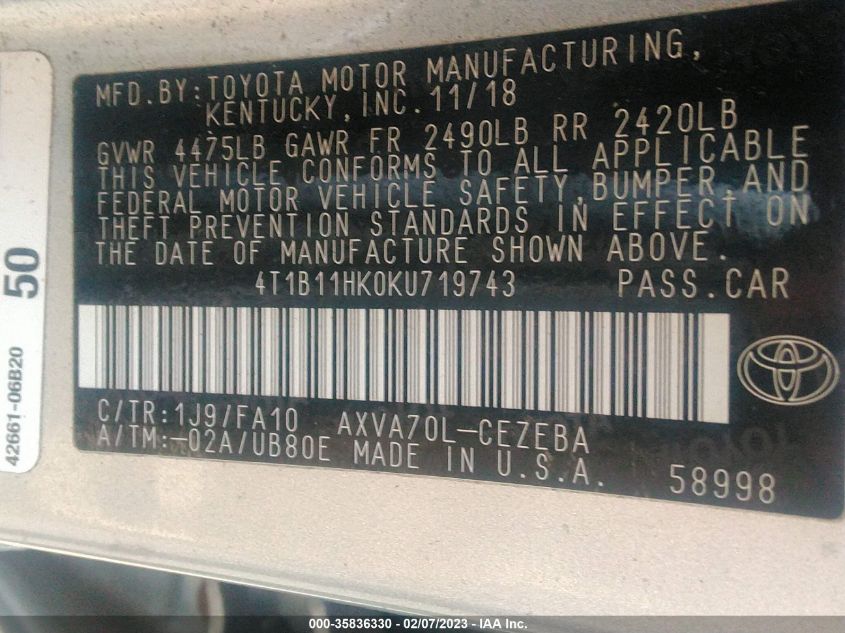 MFD.BY:TOYOTA MOTOR MANUFACTURING,
KENTUCKY,INC.11/18
GVWR 4475LB GAWR FR 2490LB RR 2420LB
THIS VEHICLE CONFORMS TO ALL APPLICABLE
FEDERAL MOTOR VEHICLE SAFETY,BUMPER,AND
THEFT PREVENTION STANDARDS IN EFFECT ON
THE DATE OF MANUFACTURE SHOWN ABOVE.
4T1B11HK0KU719743 PASS.CAR
C/TR:1J9/FA10 AXVA70L-CEZEBA
A/TM:-02A/UB80E MADE IN U.S.A. 58998
50
42661-06B20
000-35836330 - 02/07/2023 - IAA Inc.